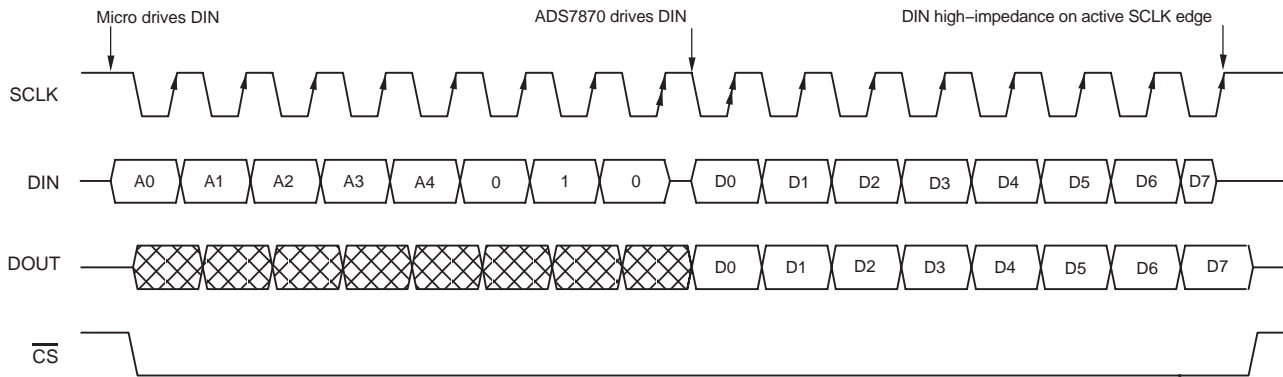 Micro drives DIN
ADS7870 drives DIN
DIN high−impedance on active SCLK edge
SCLK
DIN
A0 A1 A2 A3 A4 0 1 0 D0 D1 D2 D3 D4 D5 D6 D7
DOUT
D0 D1 D2 D3 D4 D5 D6 D7
CS